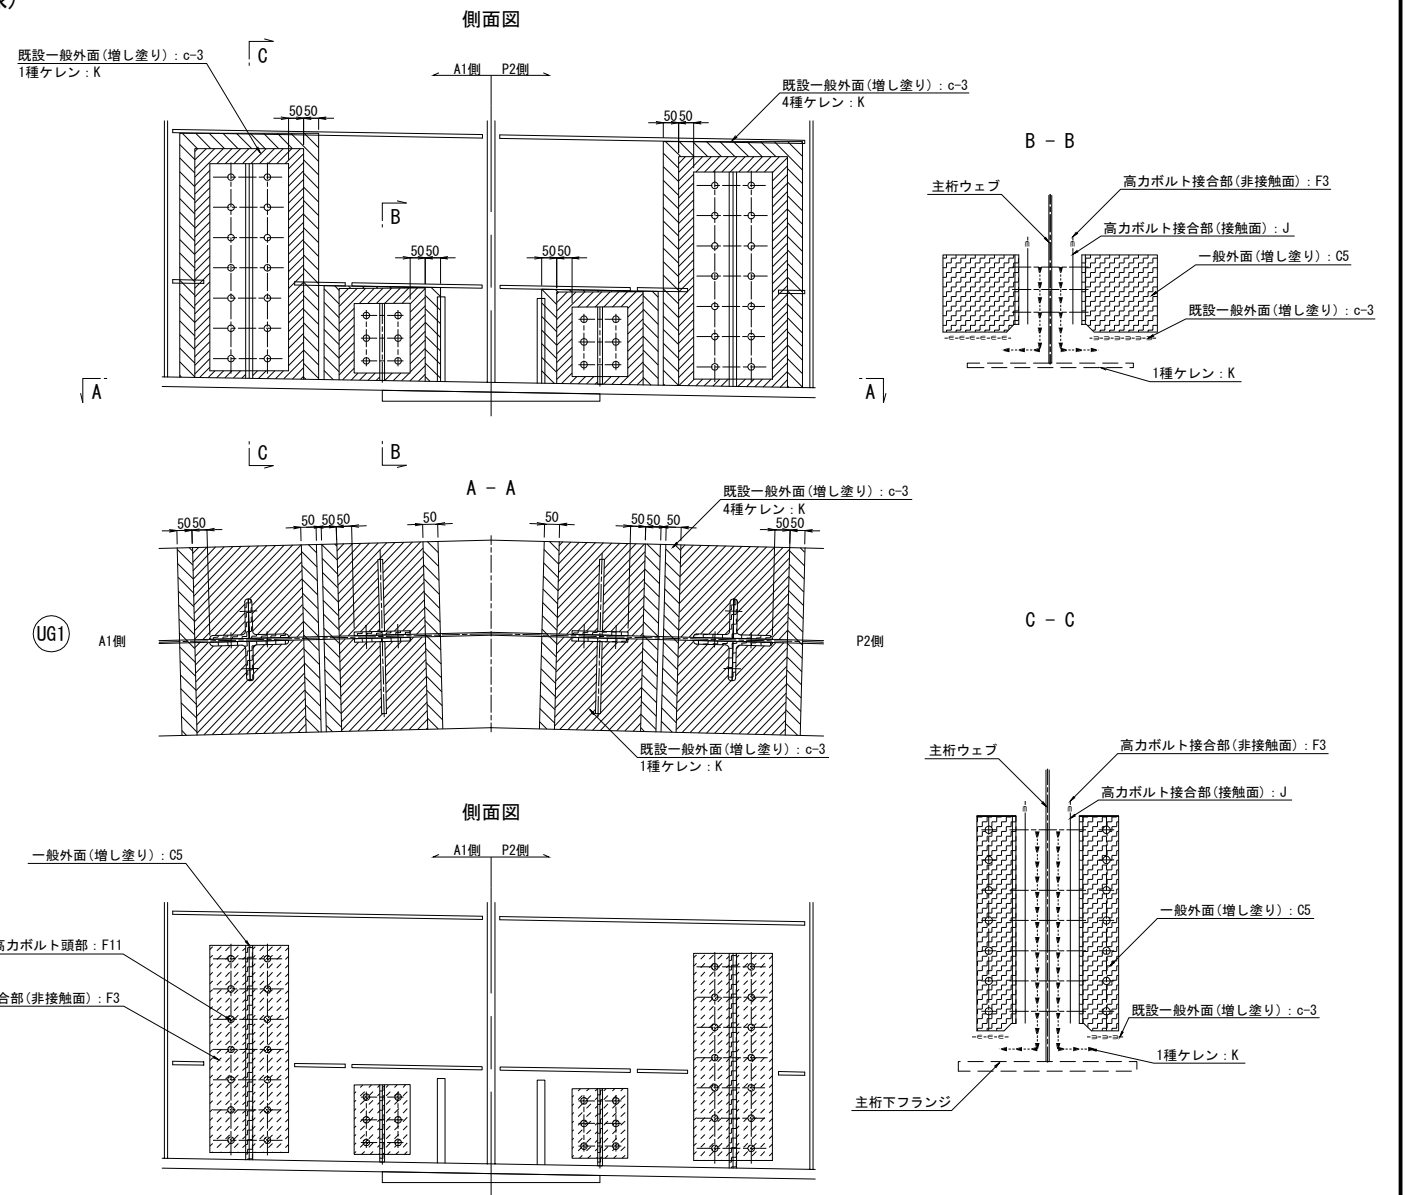 側面図
C
既設一般外面(増し塗り):c-3
1種ケレン:K
A1側 P2側
既設一般外面(増し塗り):c-3
4種ケレン:K
5050
5050
B
5050
5050
A
A
C
B
B - B
主桁ウェブ
高力ボルト接合部(非接触面):F3
高力ボルト接合部(接触面):J
一般外面(増し塗り):C5
既設一般外面(増し塗り):c-3
1種ケレン:K
A - A
既設一般外面(増し塗り):c-3
4種ケレン:K
5050
50 50 50
50
50
50 50 50
5050
UG1
A1側
P2側
既設一般外面(増し塗り):c-3
1種ケレン:K
C - C
主桁ウェブ
高力ボルト接合部(非接触面):F3
高力ボルト接合部(接触面):J
一般外面(増し塗り):C5
既設一般外面(増し塗り):c-3
1種ケレン:K
主桁下フランジ
側面図
A1側 P2側
一般外面(増し塗り):C5
力ボルト頭部:F11
合部(非接触面):F3